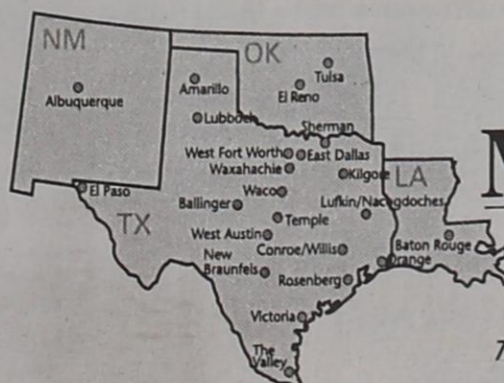 NM
OK
Tulsa
Albuquerque
Amarillo
El Reno
Lubbock
Sherman
West Fort Worth
East Dallas
Waxahachie
Kilgore
LA
El Paso
Waco
Ballinger
Lufkin/Nacogdoches
TX
Temple
West Austin
Baton Rouge
Conroe/Willis
Orange
New
Braunfels
Rosenberg
Victoria
The
Valley